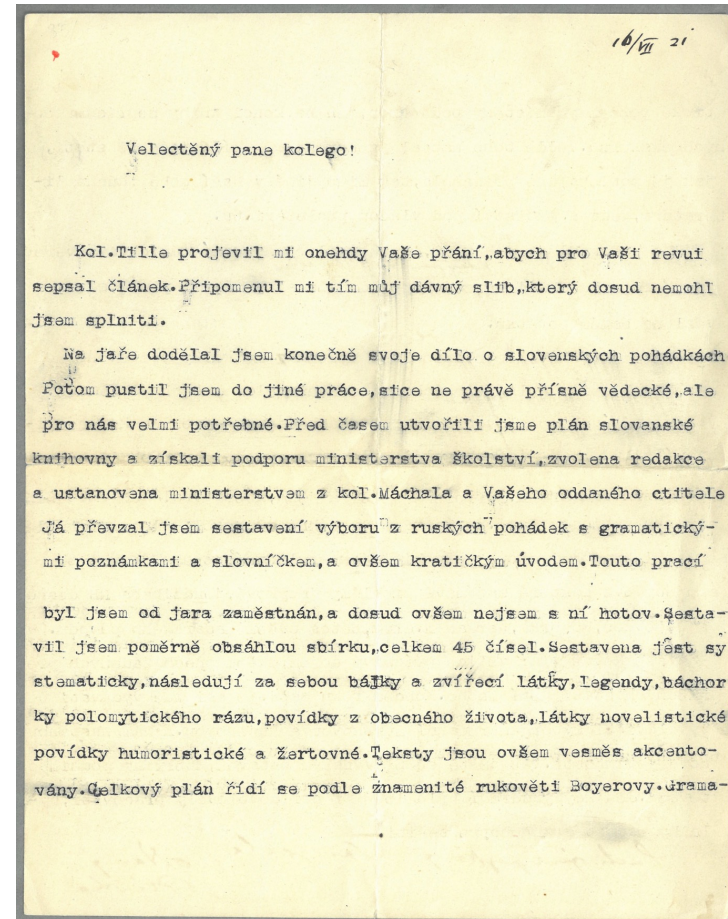 16/VII 21
Velectěný pane kolego!
Kol.Tille projevil mi onehdy Vaše přání,abych pro Vaši revui
sepsal článek.Připomenul mi tím můj dávný slib,který dosud nemohl
jsem splniti.
Na jaře dodělal jsem konečně svoje dílo o slovenských pohádkách
Potom pustil jsem do jiné práce,sice ne právě přísně vědecké,ale
pro nás velmi potřebné.Před časem utvořili jsme plán slovanské
knihovny a získali podporu ministerstva školství,zvolena redakce
a ustanovena ministerstvem z kol.Máchala a Vašeho oddaného ctitele
Já převzal jsem sestavení výboru z ruských pohádek s gramatický-
mi poznámkami a slovníčkem,a ovšem kratičkým úvodem.Touto prací
byl jsem od jara zaměstnán,a dosud ovšem nejsem s ní hotov.Sesta-
vil jsem poměrně obsáhlou sbírku,celkem 45 čísel.Sestavena jest sy
stematicky,následují za sebou bájky a zvířecí látky,legendy,báchor
ky polomytického rázu,povídky z obecného života,látky novelistické
povídky humoristické a žertovné.Teksty jsou ovšem vesměs akcento-
vány.Celkový plán řídí se podle znamenité rukověti Boyerovy.Grama-